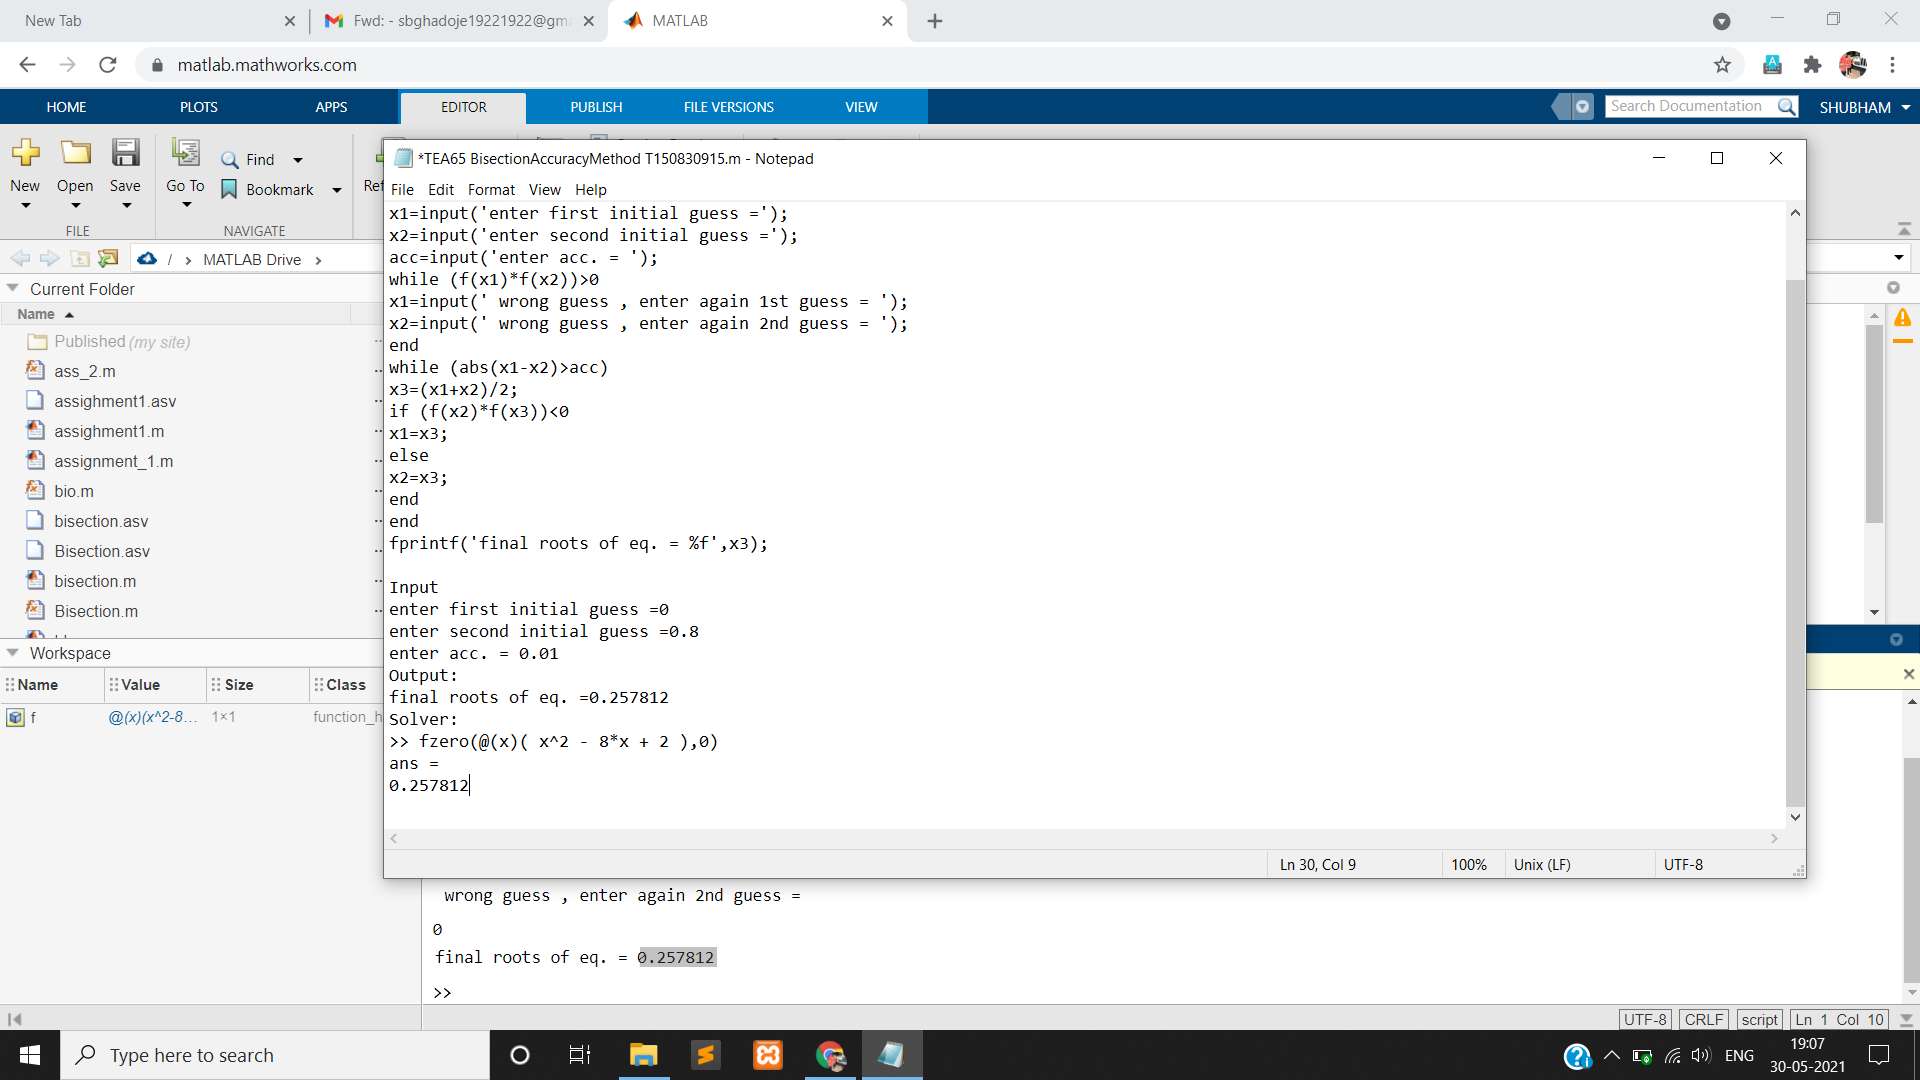 New Tab
Fwd: - sbghadoje19221922@gm
MATLAB
matlab.mathworks.com
HOME
PLOTS
APPS
EDITOR
PUBLISH
FILE VERSIONS
VIEW
Search Documentation
SHUBHAM
New
Open
Save
Go To
Find
Bookmark
Ref
FILE
NAVIGATE
/ › MATLAB Drive ›
Current Folder
Name
Published (my site)
ass_2.m
assighment1.asv
assighment1.m
assignment_1.m
bio.m
bisection.asv
Bisection.asv
bisection.m
Bisection.m
Workspace
Name
Value
Size
Class
f
@(x)(x^2-8...
1×1
function_h
*TEA65 BisectionAccuracyMethod T150830915.m - Notepad
File Edit Format View Help
x1=input('enter first initial guess =');
x2=input('enter second initial guess =');
acc=input('enter acc. = ');
while (f(x1)*f(x2))>0
x1=input(' wrong guess , enter again 1st guess = ');
x2=input(' wrong guess , enter again 2nd guess = ');
end
while (abs(x1-x2)>acc)
x3=(x1+x2)/2;
if (f(x2)*f(x3))<0
x1=x3;
else
x2=x3;
end
end
fprintf('final roots of eq. = %f',x3);
Input
enter first initial guess =0
enter second initial guess =0.8
enter acc. = 0.01
Output:
final roots of eq. =0.257812
Solver:
>> fzero(@(x)( x^2 - 8*x + 2 ),0)
ans =
0.257812
Ln 30, Col 9
100%
Unix (LF)
UTF-8
wrong guess , enter again 2nd guess =
0
final roots of eq. = 0.257812
>>
UTF-8
CRLF
script
Ln 1 Col 10
Type here to search
ENG
19:07
30-05-2021